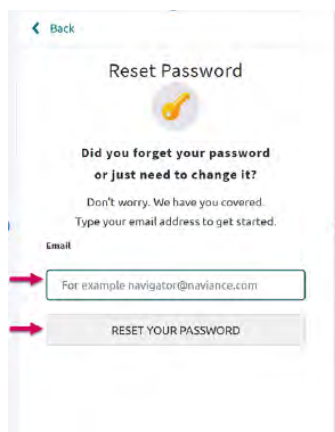 Back
Reset Password
Did you forget your password
or just need to change it?
Don't worry. We have you covered.
Type your email address to get started.
Email
For example navigator@naviance.com
RESET YOUR PASSWORD